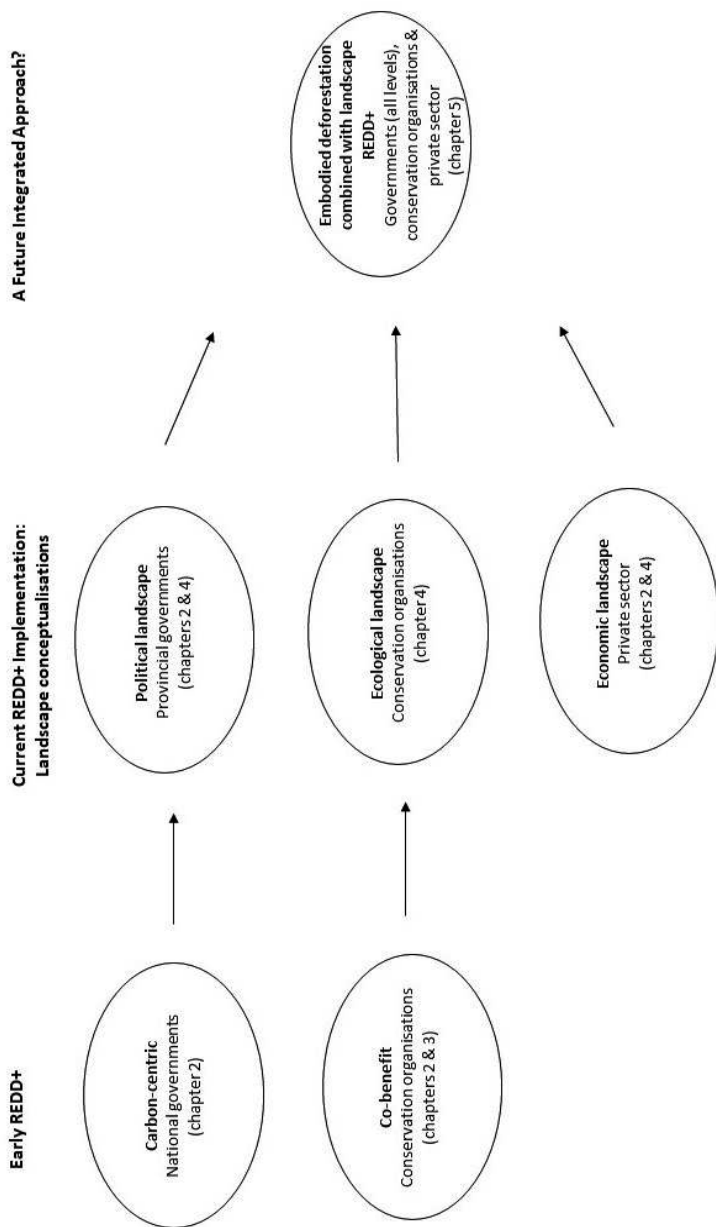 Early REDD+
Current REDD+ Implementation:
Landscape conceptualisations
A Future Integrated Approach?
Carbon-centric
National governments
(chapter 2)
Co-benefit
Conservation organisations
(chapters 2 & 3)
Political landscape
Provincial governments
(chapters 2 & 4)
Ecological landscape
Conservation organisations
(chapter 4)
Economic landscape
Private sector
(chapters 2 & 4)
Embodied deforestation
combined with landscape
REDD+
Governments (all levels),
conservation organisations &
private sector
(chapter 5)